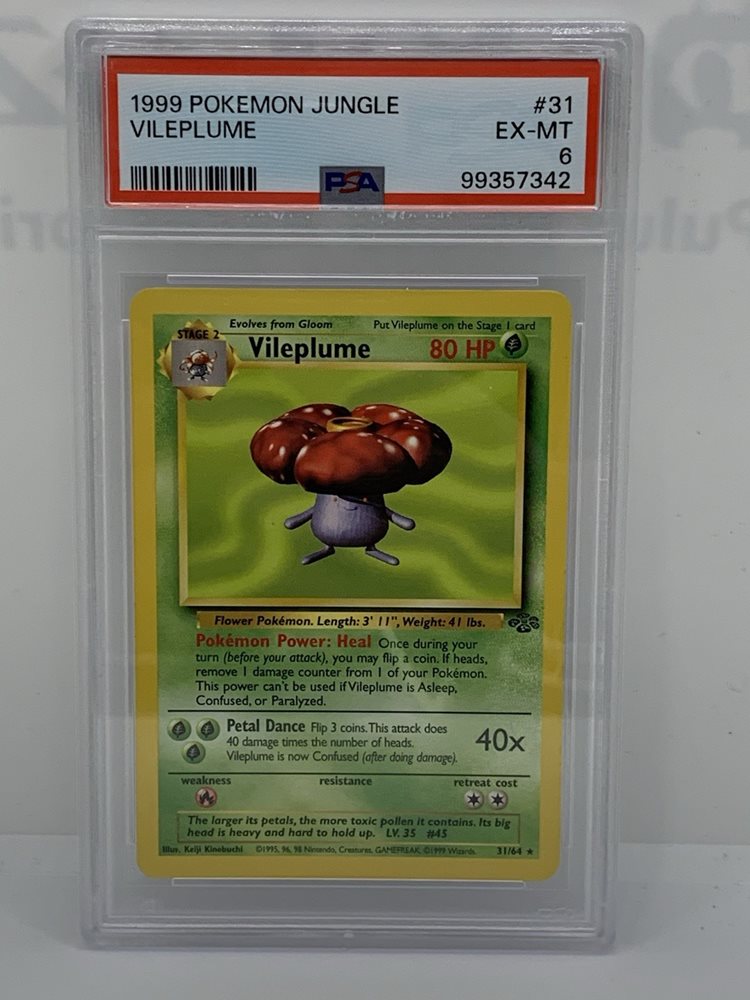 1999 POKEMON JUNGLE #31
VILEPLUME EX-MT
6
PSA 99357342
Evolves from Gloom Put Vileplume on the Stage 1 card
STAGE 2
Vileplume 80 HP
Flower Pokémon. Length: 3' 11", Weight: 41 lbs.
Pokémon Power: Heal Once during your
turn (before your attack), you may flip a coin. If heads,
remove 1 damage counter from 1 of your Pokémon.
This power can't be used if Vileplume is Asleep,
Confused, or Paralyzed.
Petal Dance Flip 3 coins. This attack does
40 damage times the number of heads.
Vileplume is now Confused (after doing damage).
40x
weakness resistance retreat cost
The larger its petals, the more toxic pollen it contains. Its big
head is heavy and hard to hold up. LV. 35 #45
Illus. Keiji Kinebuchi ©1995, 96, 98 Nintendo, Creatures, GAMEFREAK. ©1999 Wizards. 31/64 ★